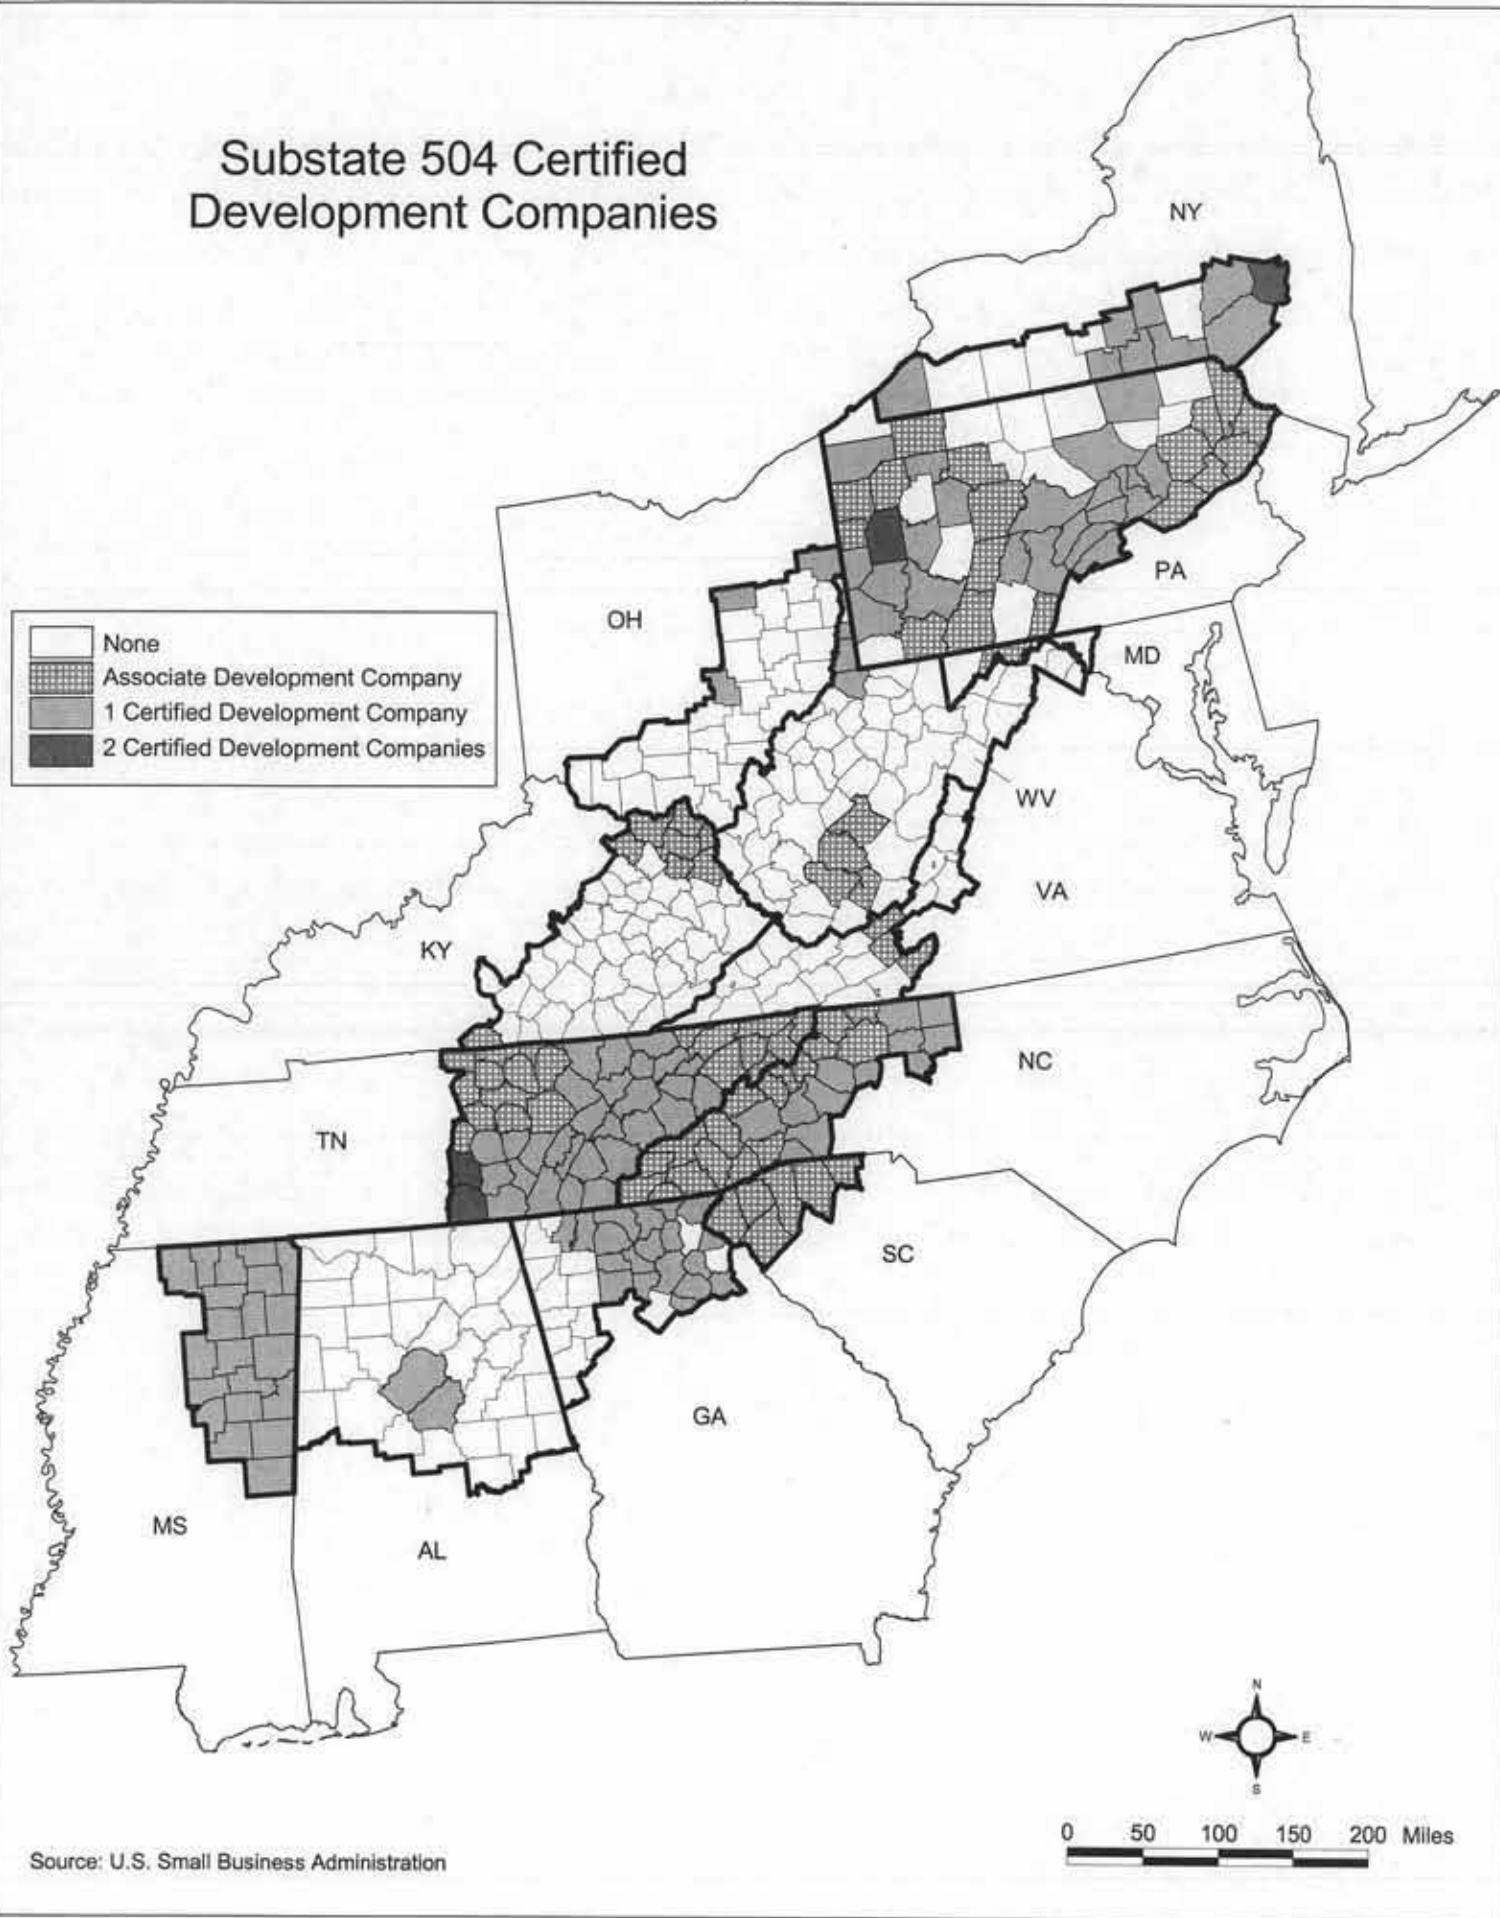 Substate 504 Certified
Development Companies
NY
PA
OH
None
Associate Development Company
1 Certified Development Company
2 Certified Development Companies
MD
WV
VA
KY
NC
TN
SC
GA
MS
AL
N
W E
S
0 50 100 150 200 Miles
Source: U.S. Small Business Administration